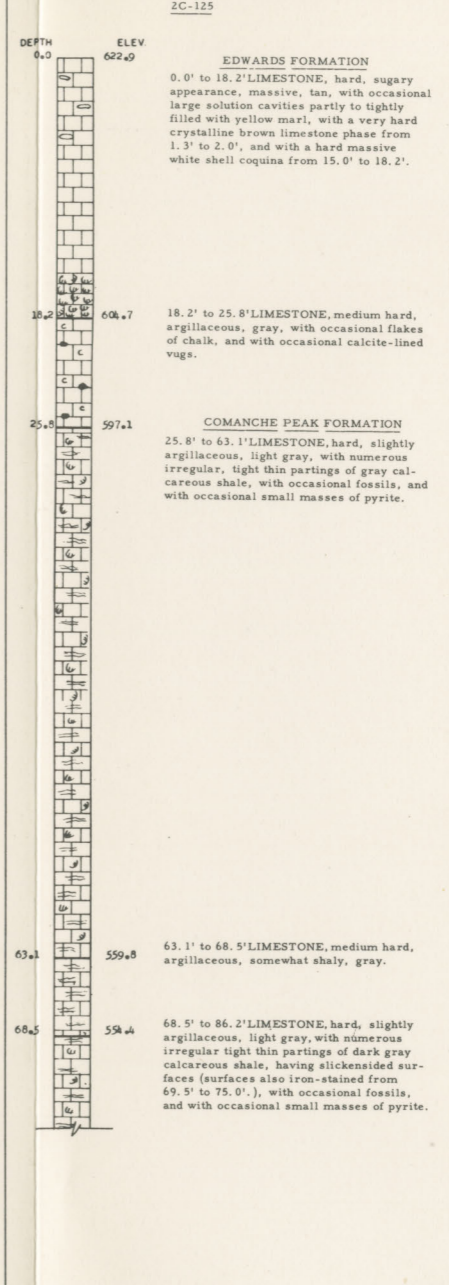 2C-125
DEPTH ELEV.
0.0 622.9
EDWARDS FORMATION
0.0' to 18.2'LIMESTONE, hard, sugary
appearance, massive, tan, with occasional
large solution cavities partly to tightly
filled with yellow marl, with a very hard
crystalline brown limestone phase from
1.3' to 2.0', and with a hard massive
white shell coquina from 15.0' to 18.2'.
18.2 604.7
18.2' to 25.8'LIMESTONE, medium hard,
argillaceous, gray, with occasional flakes
of chalk, and with occasional calcite-lined
vugs.
25.8 597.1
COMANCHE PEAK FORMATION
25.8' to 63.1'LIMESTONE, hard, slightly
argillaceous, light gray, with numerous
irregular, tight thin partings of gray cal-
careous shale, with occasional fossils, and
with occasional small masses of pyrite.
63.1 559.8
63.1' to 68.5'LIMESTONE, medium hard,
argillaceous, somewhat shaly, gray.
68.5 554.4
68.5' to 86.2'LIMESTONE, hard, slightly
argillaceous, light gray, with numerous
irregular tight thin partings of dark gray
calcareous shale, having slickensided sur-
faces (surfaces also iron-stained from
69.5' to 75.0'.), with occasional fossils,
and with occasional small masses of pyrite.